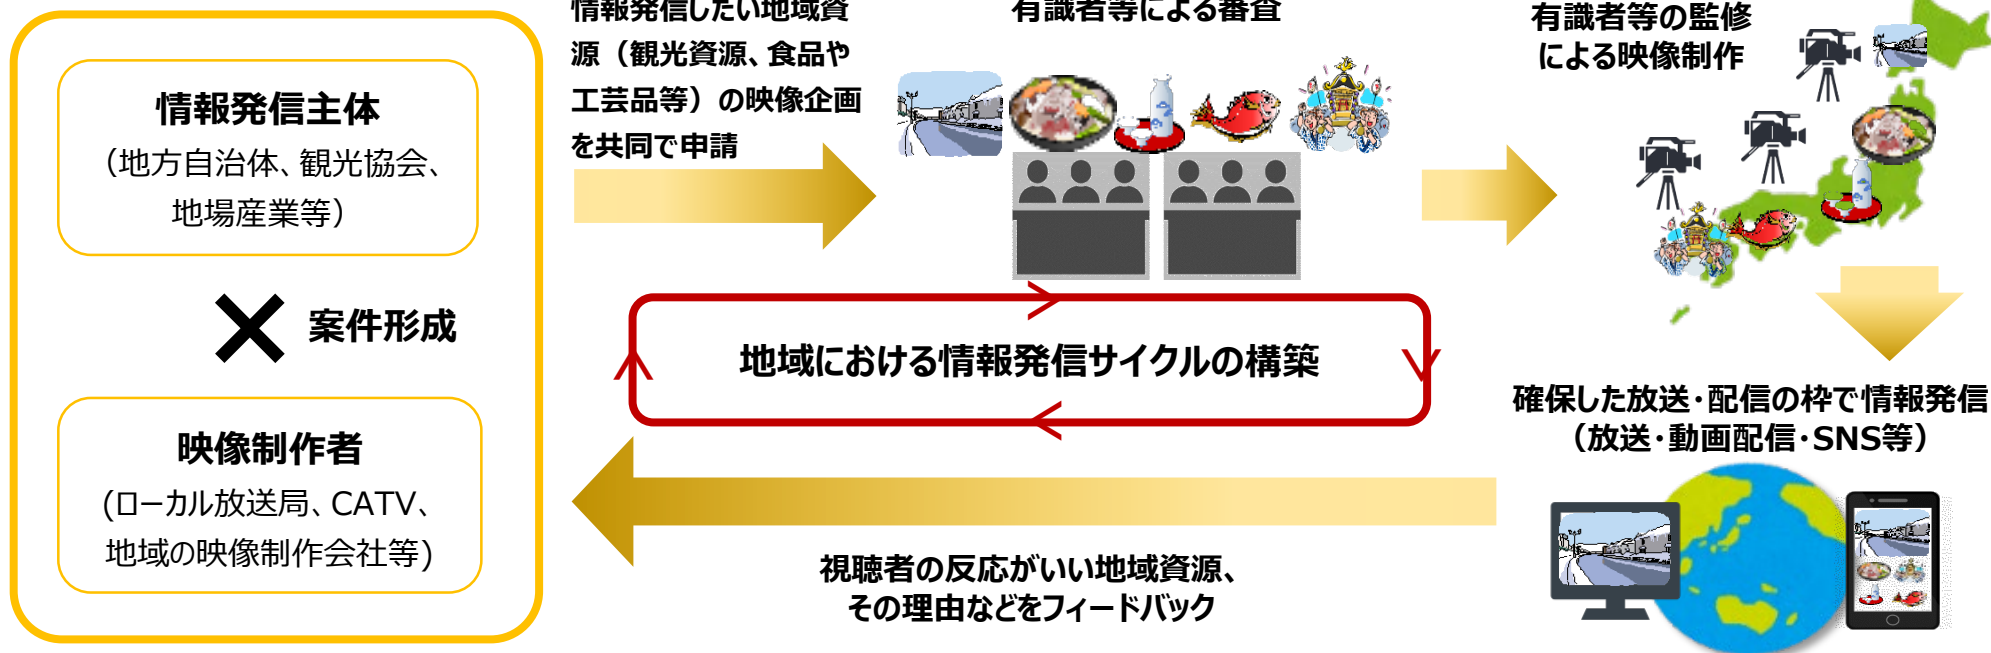 情報発信主体
（地方自治体、観光協会、
地場産業等）
案件形成
映像制作者
(ローカル放送局、CATV、
地域の映像制作会社等)
情報発信したい地域資
源（観光資源、食品や
工芸品等）の映像企画
を共同で申請
有識者等による審査
有識者等の監修
による映像制作
地域における情報発信サイクルの構築
確保した放送・配信の枠で情報発信
（放送・動画配信・SNS等）
視聴者の反応がいい地域資源、
その理由などをフィードバック